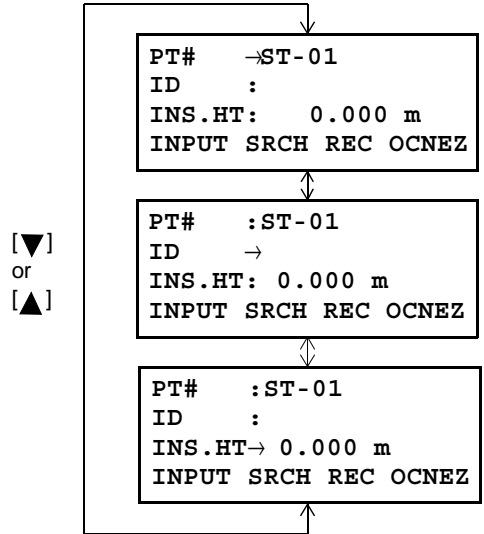 PT# →ST-01
ID :
INS.HT: 0.000 m
INPUT SRCH REC OCNEZ
[▼]
or
[▲]
PT# :ST-01
ID →
INS.HT: 0.000 m
INPUT SRCH REC OCNEZ
PT# :ST-01
ID :
INS.HT→ 0.000 m
INPUT SRCH REC OCNEZ